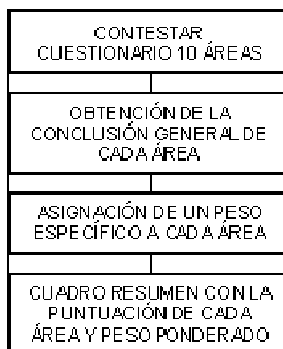 CONTESTAR
CUESTIONARIO 10 ÁREAS
OBTENCIÓN DE LA
CONCLUSIÓN GENERAL DE
CADA ÁREA
ASIGNACIÓN DE UN PESO
ESPECÍFICO A CADA ÁREA
CUADRO RESUMEN CON LA
PUNTUACIÓN DE CADA
ÁREA Y PESO PONDERADO